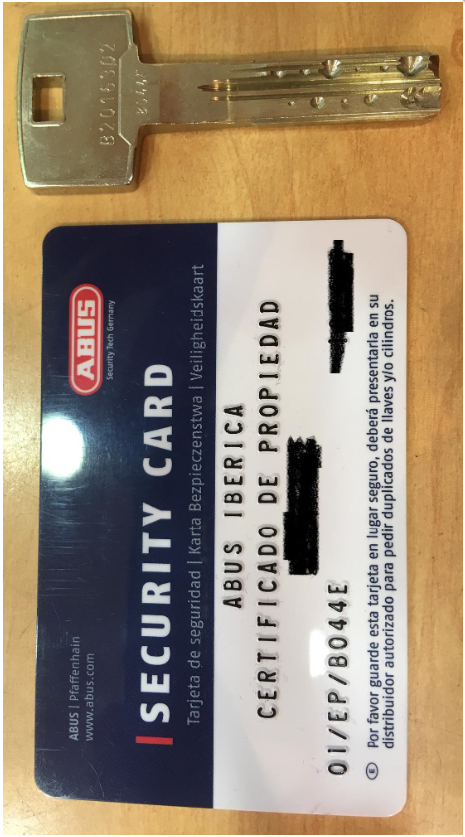 82016302
ABUS | Pfaffenhain
www.abus.com
ABUS
Security Tech Germany
SECURITY CARD
Tarjeta de seguridad | Karta Bezpieczenstwa | Veiligheidskaart
ABUS IBERICA
CERTIFICADO DE PROPIEDAD
01/EP/B044E
E Por favor guarde esta tarjeta en lugar seguro, deberá presentarla en su
distribuidor autorizado para pedir duplicados de llaves y/o cilindros.